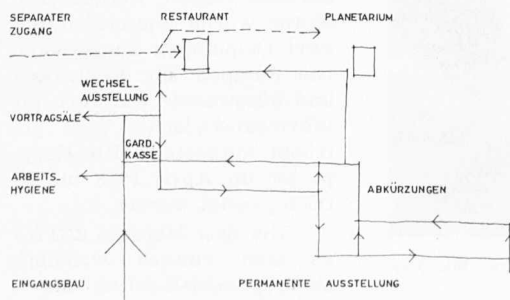 SEPARATER
ZUGANG
RESTAURANT
PLANETARIUM
WECHSEL-
AUSSTELLUNG
VORTRAGSÄLE
GARD.
KASSE
ARBEITS-
HYGIENE
ABKÜRZUNGEN
EINGANGSBAU
PERMANENTE AUSSTELLUNG